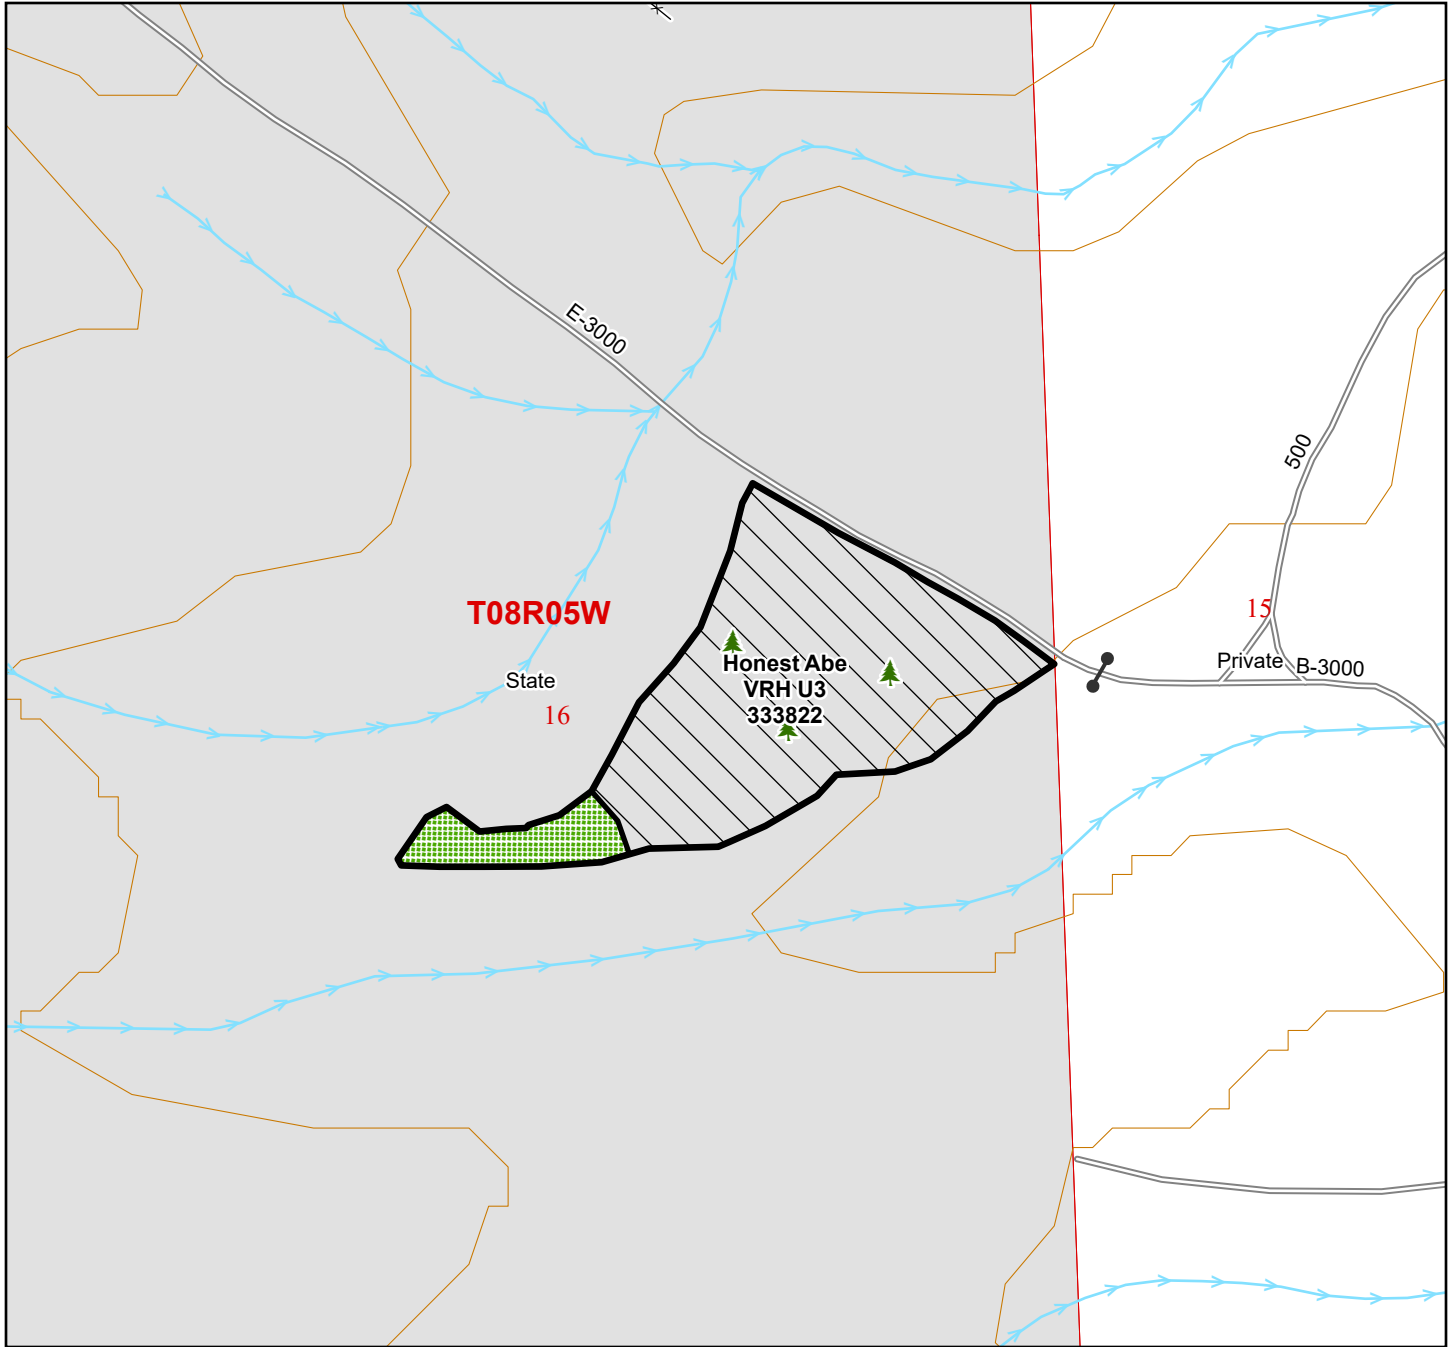 E-3000
500
T08R05W
15
Private
B-3000
State
16
Honest Abe
VRH U3
333822